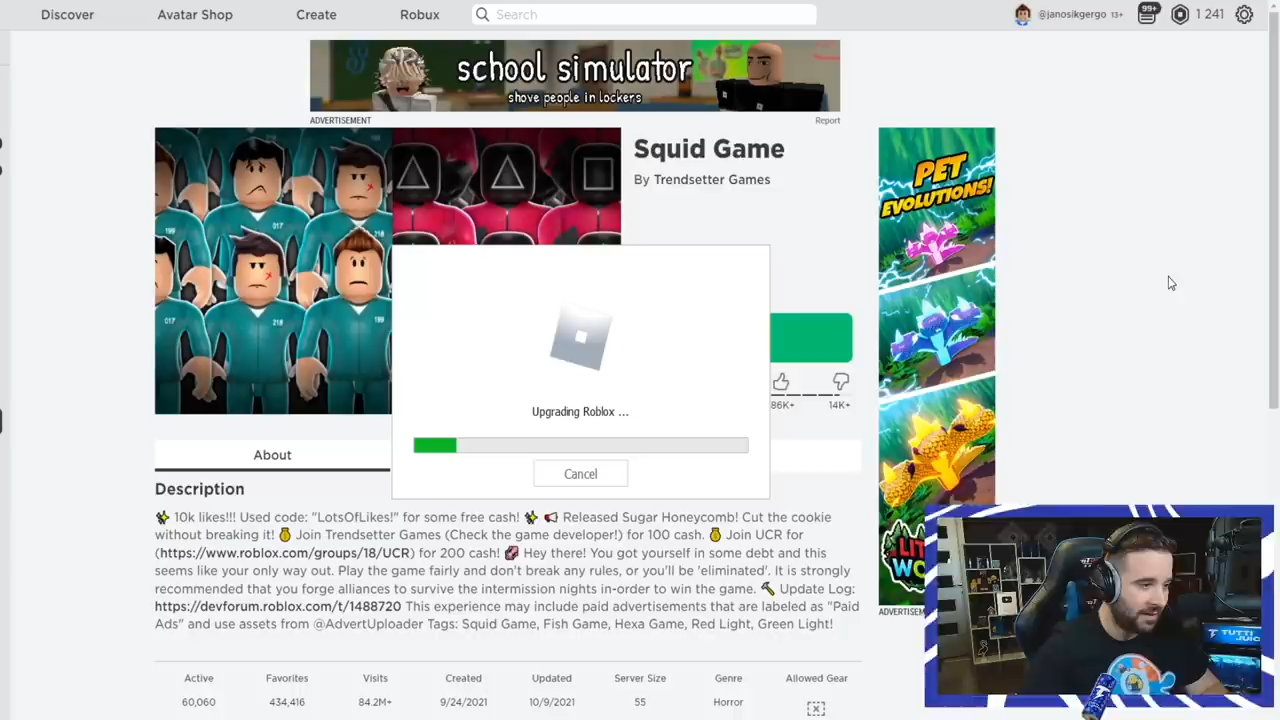 Discover Avatar Shop Create Robux Search @janosikgergo 13+ 99+ 1 241
school simulator
shove people in lockers
ADVERTISEMENT Report
Squid Game
By Trendsetter Games
PET
EVOLUTIONS!
199 017 218
017 218 199
Upgrading Roblox ...
86K+ 14K+
Cancel
About
Description
✨ 10k likes!!! Used code: "LotsOfLikes!" for some free cash! ✨ 📢 Released Sugar Honeycomb! Cut the cookie
without breaking it! 💰 Join Trendsetter Games (Check the game developer!) for 100 cash. 💰 Join UCR for
(https://www.roblox.com/groups/18/UCR) for 200 cash! Hey there! You got yourself in some debt and this
seems like your only way out. Play the game fairly and don't break any rules, or you'll be 'eliminated'. It is strongly
recommended that you forge alliances to survive the intermission nights in-order to win the game. 🔨 Update Log:
https://devforum.roblox.com/t/1488720 This experience may include paid advertisements that are labeled as "Paid
Ads" and use assets from @AdvertUploader Tags: Squid Game, Fish Game, Hexa Game, Red Light, Green Light!
Active Favorites Visits Created Updated Server Size Genre Allowed Gear
60,060 434,416 84.2M+ 9/24/2021 10/9/2021 55 Horror
TUTTI
JUICE